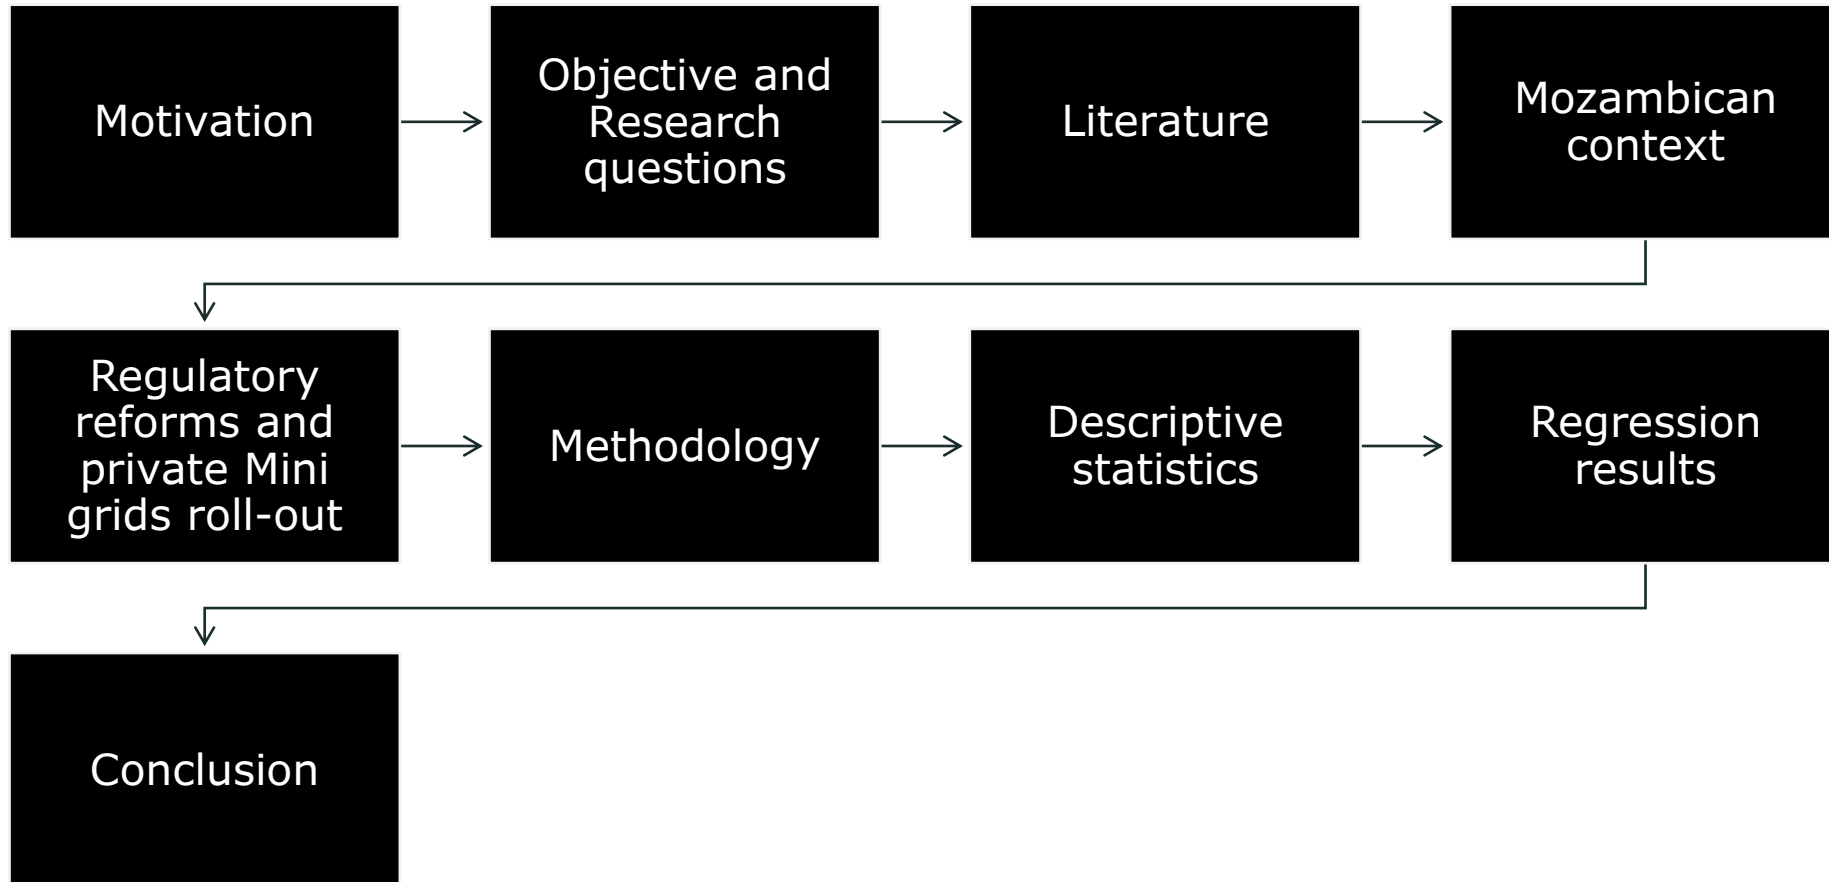 Motivation
Objective and
Research
questions
Literature
Mozambican
context
Regulatory
reforms and
private Mini
grids roll-out
Methodology
Descriptive
statistics
Regression
results
Conclusion